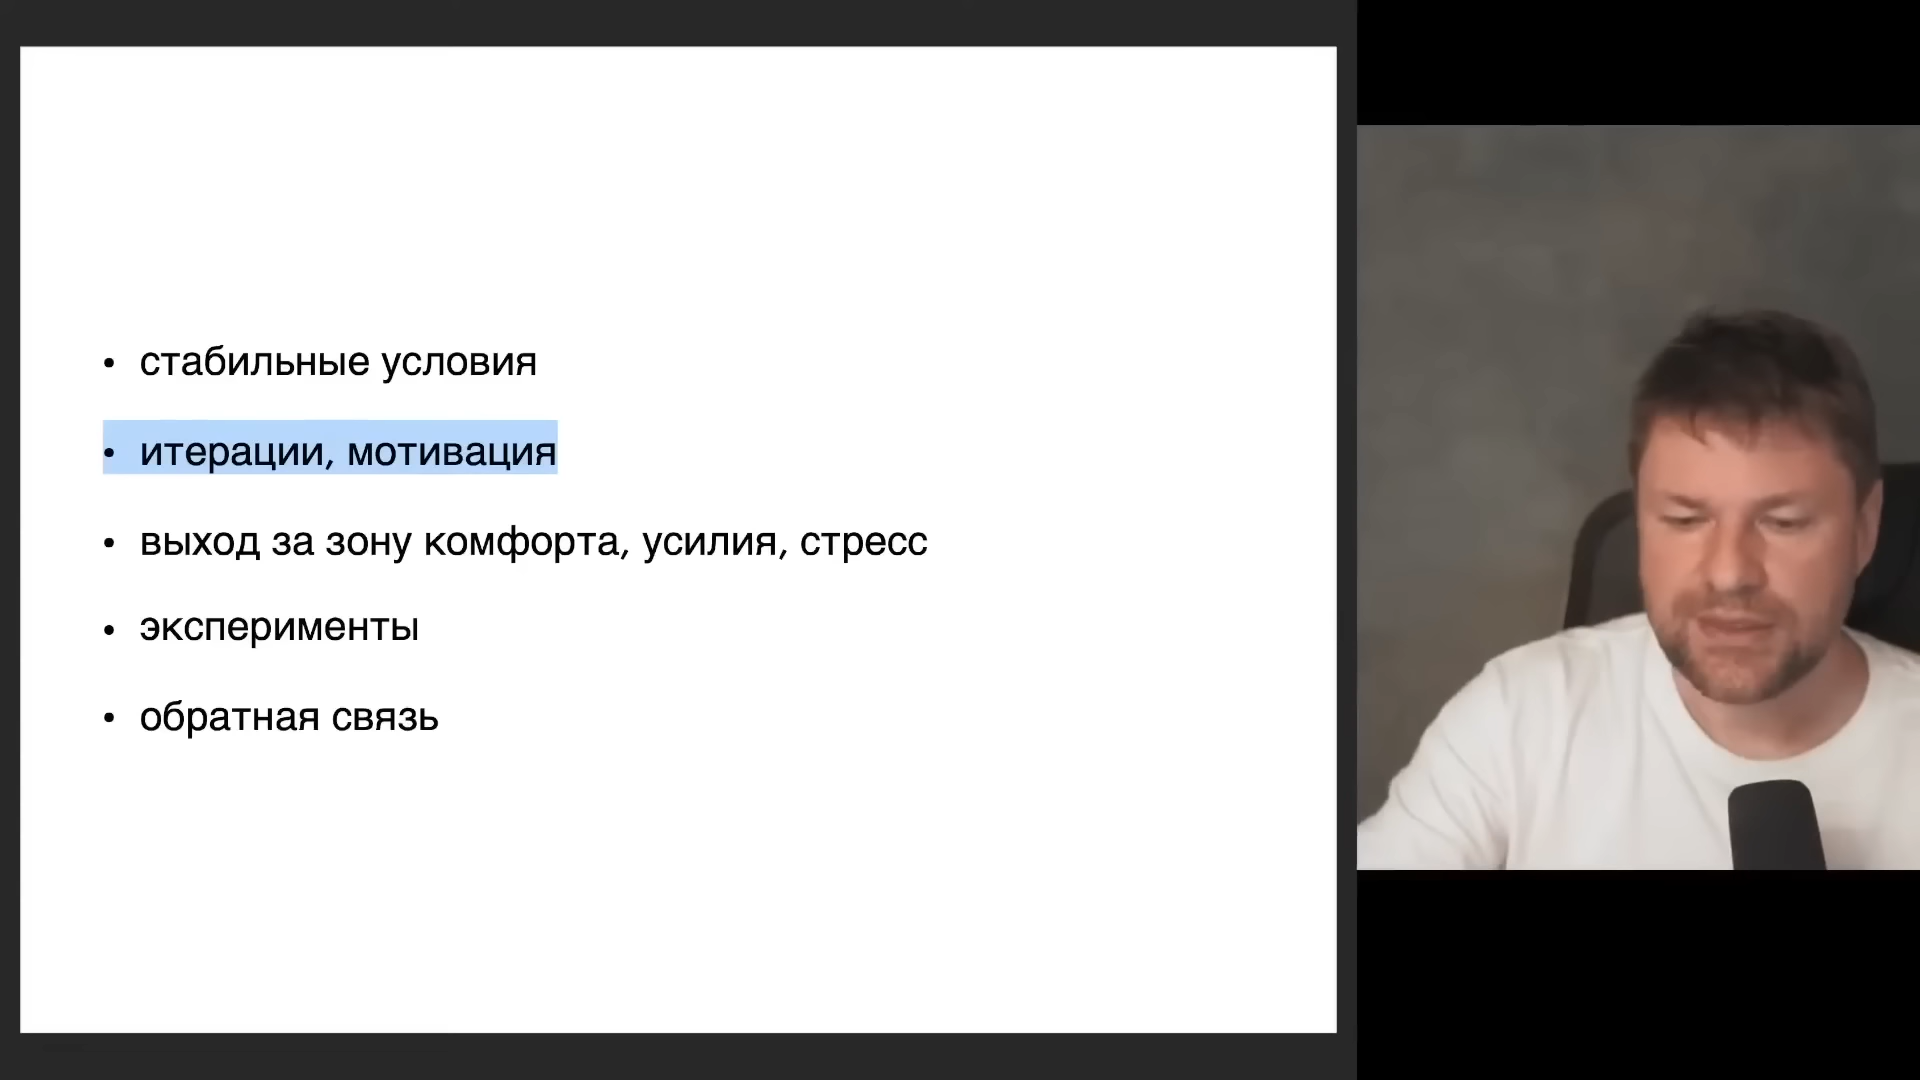 • стабильные условия
• итерации, мотивация
• выход за зону комфорта, усилия, стресс
• эксперименты
• обратная связь